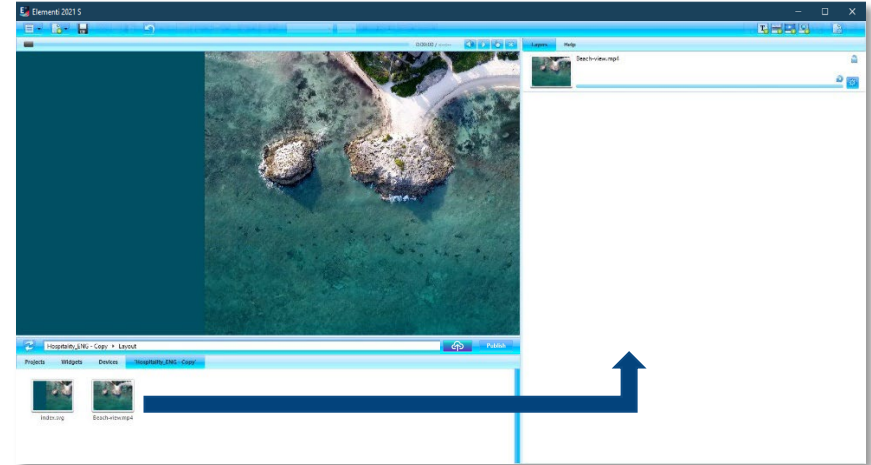 Elementi 2021 S
Layers Help
Beach-view.mp4
Hospitality_ENG - Copy Layout Publish
Projects Widgets Devices 'Hospitality_ENG - Copy'
index.svg Beach-view.mp4